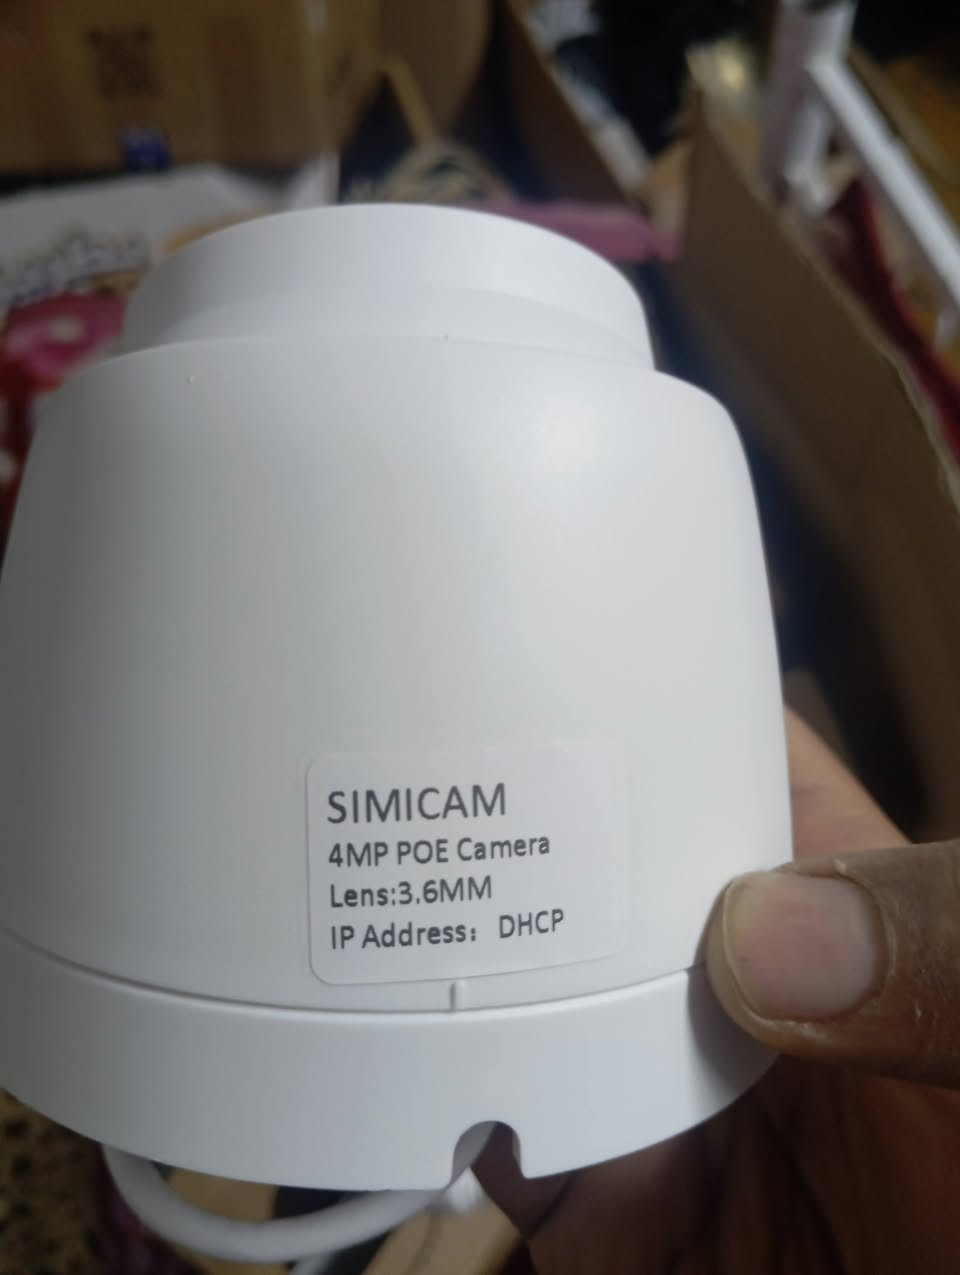 SIMICAM
4MP POE Camera
Lens:3.6MM
IP Address： DHCP